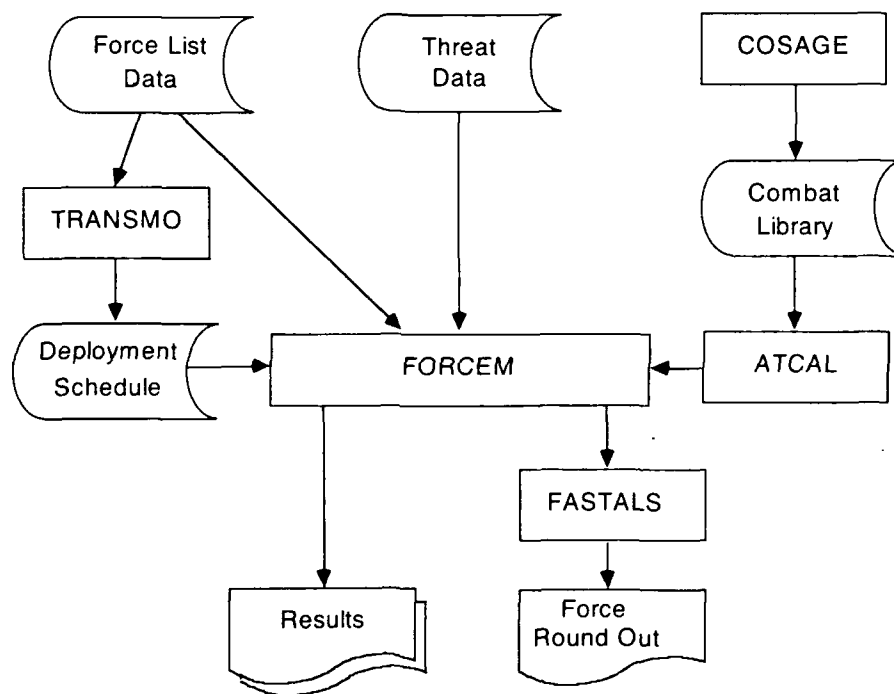 Force List
Data
Threat
Data
COSAGE
TRANSMO
Combat
Library
Deployment
Schedule
FORCEM
ATCAL
FASTALS
Results
Force
Round Out